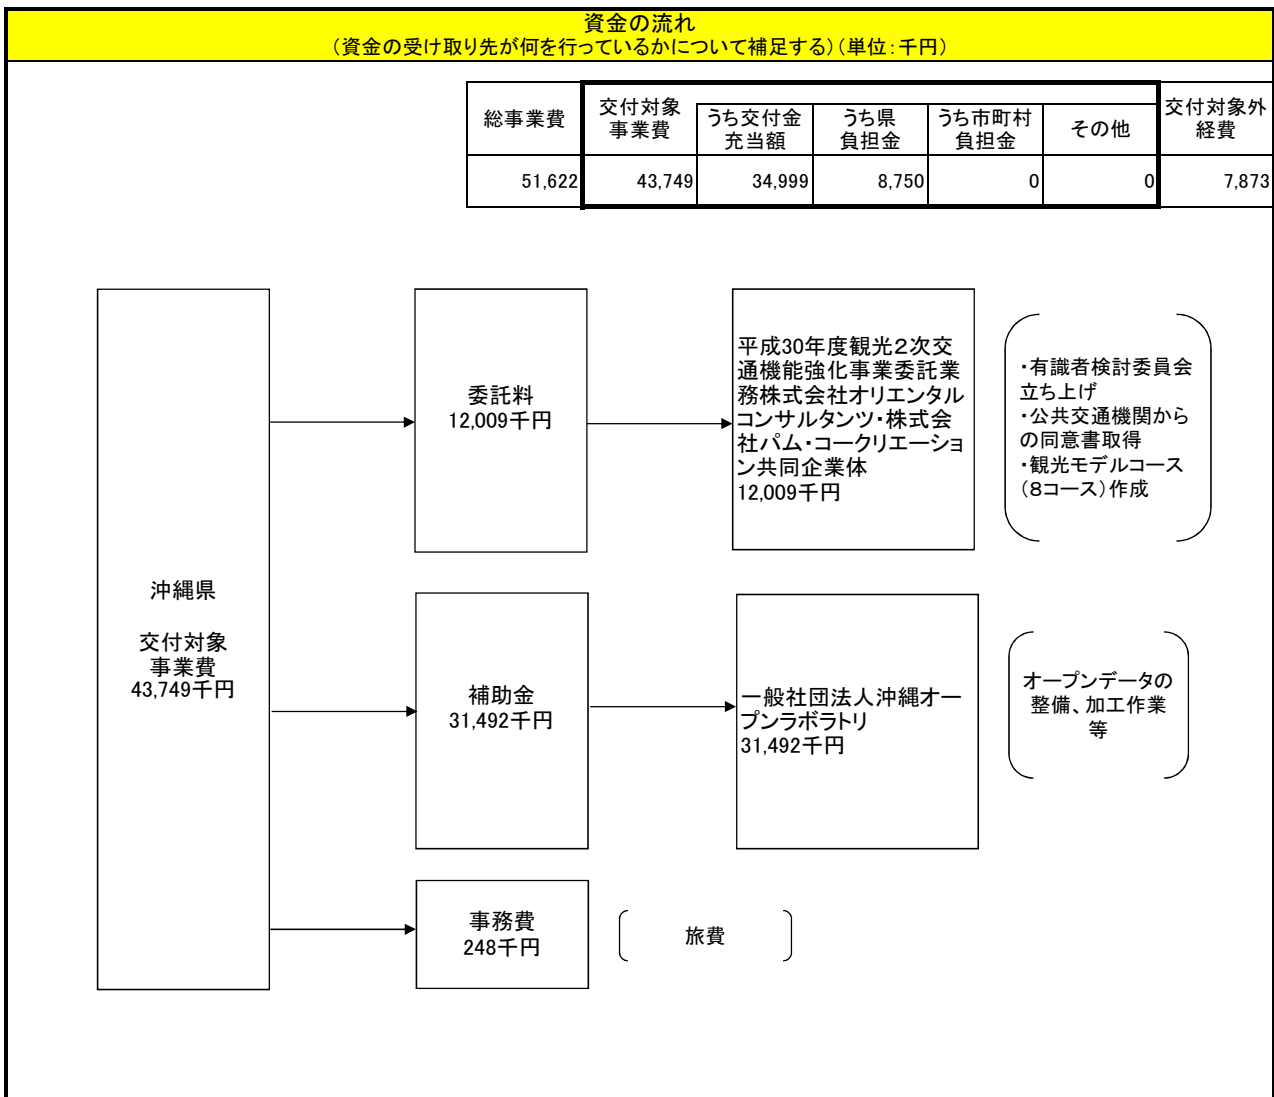 資金の流れ
（資金の受け取り先が何を行っているかについて補足する）（単位：千円）
総事業費
交付対象
事業費
うち交付金
充当額
うち県
負担金
うち市町村
負担金
その他
交付対象外
経費
51,622
43,749
34,999
8,750
0
0
7,873
沖縄県
交付対象
事業費
43,749千円
委託料
12,009千円
平成30年度観光２次交
通機能強化事業委託業
務株式会社オリエンタル
コンサルタンツ・株式会
社パム・コークリエーショ
ン共同企業体
12,009千円
・有識者検討委員会
立ち上げ
・公共交通機関から
の同意書取得
・観光モデルコース
（８コース）作成
補助金
31,492千円
一般社団法人沖縄オー
プンラボラトリ
31,492千円
オープンデータの
整備、加工作業
等
事務費
248千円
旅費